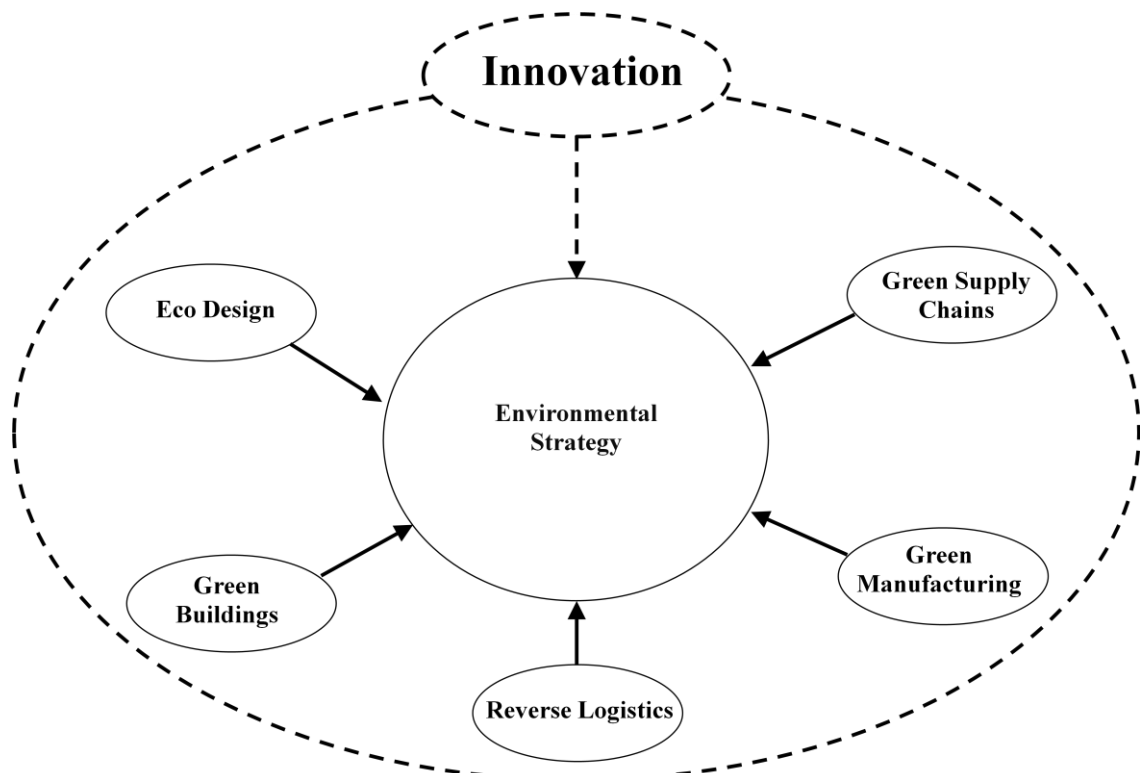 Innovation
Eco Design
Green Supply
Chains
Environmental
Strategy
Green
Buildings
Green
Manufacturing
Reverse Logistics